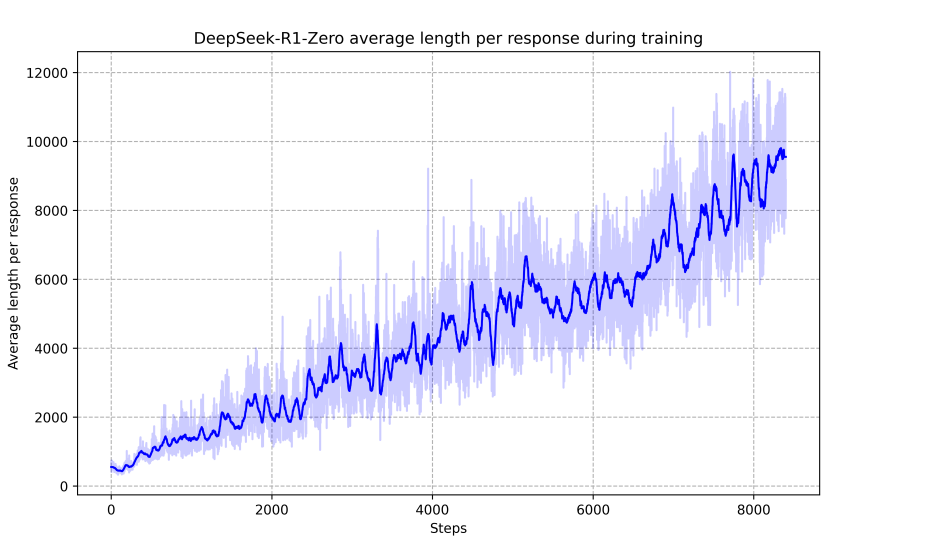 DeepSeek-R1-Zero average length per response during training
12000
10000
8000
6000
4000
2000
0
Average length per response
0 2000 4000 6000 8000
Steps